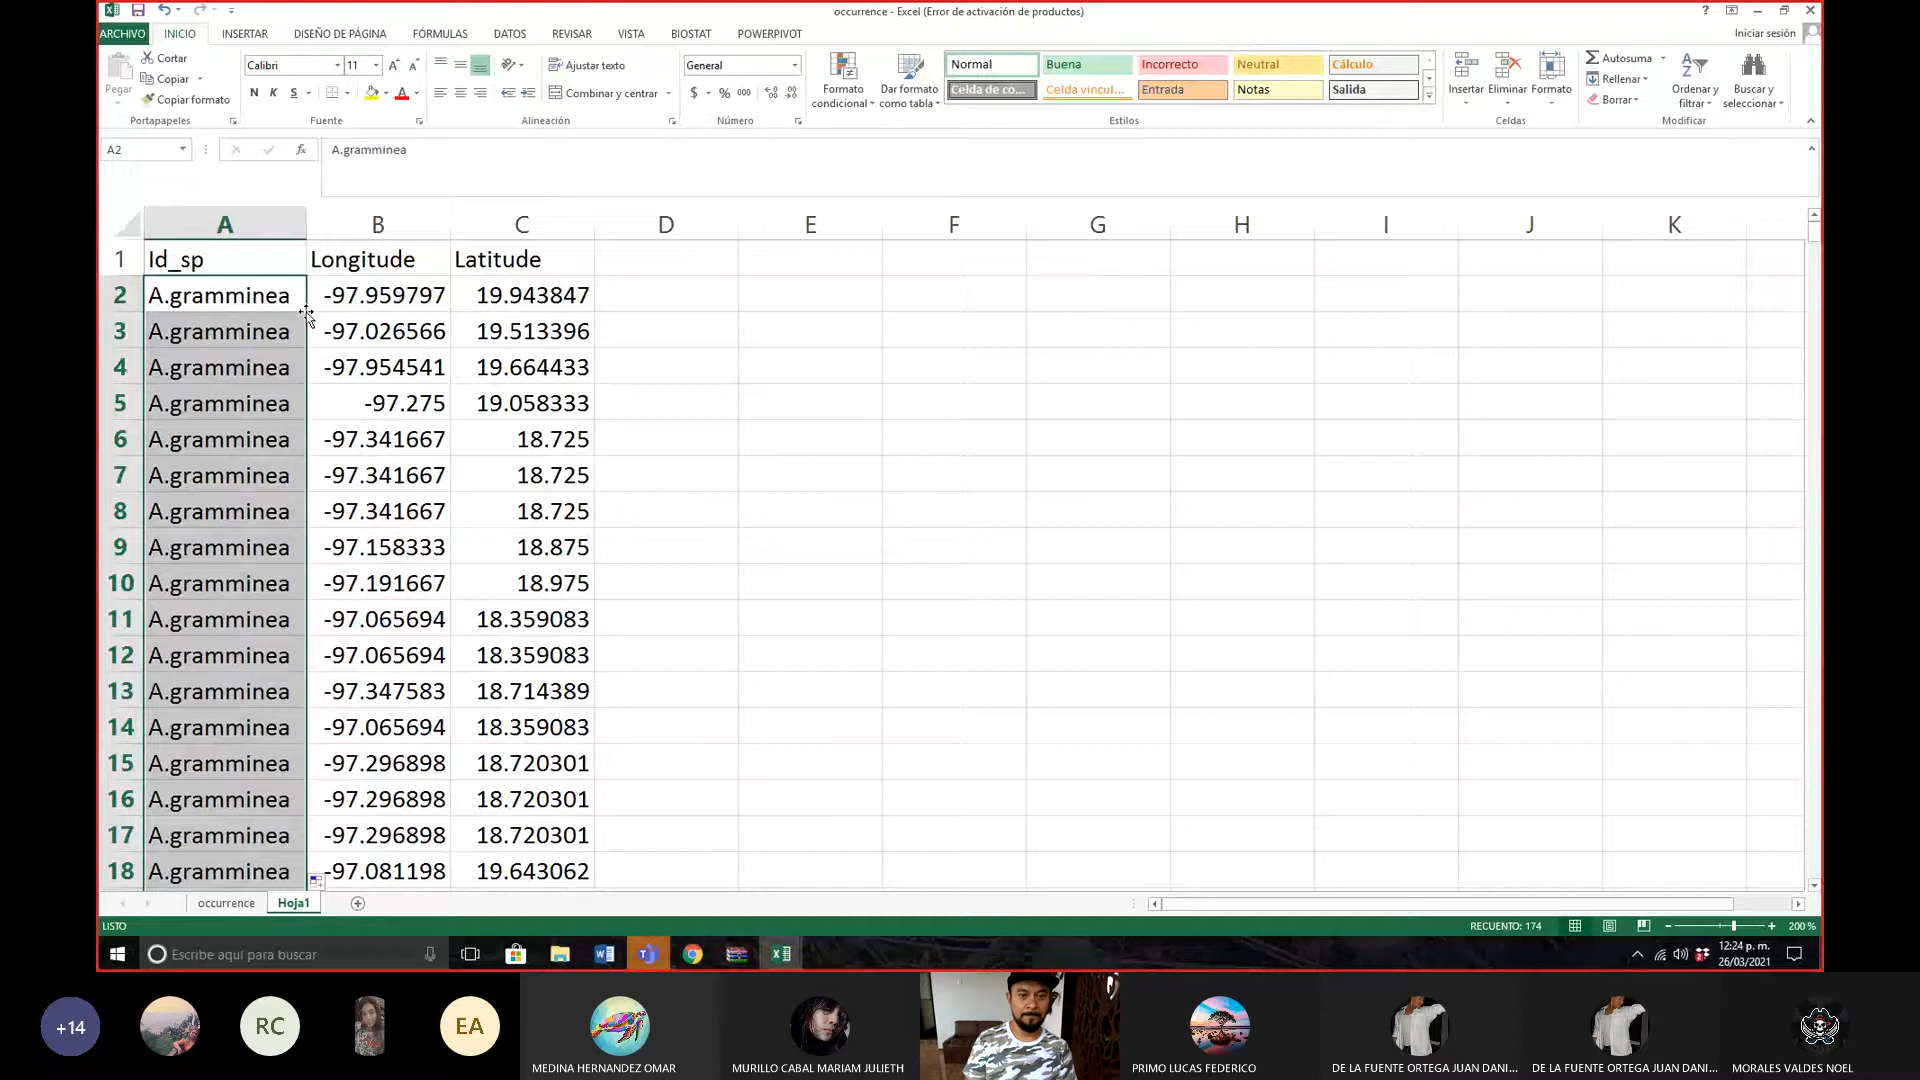 occurrence - Excel (Error de activación de productos)
ARCHIVO INICIO INSERTAR DISEÑO DE PÁGINA FÓRMULAS DATOS REVISAR VISTA BIOSTAT POWERPIVOT Iniciar sesión
Pegar
Cortar
Copiar
Copiar formato
Portapapeles
Calibri 11
N K S
Fuente
Ajustar texto
Combinar y centrar
Alineación
General
$ % 000
Número
Formato condicional
Dar formato como tabla
Normal Buena Incorrecto Neutral Cálculo
Celda de co... Celda vincul... Entrada Notas Salida
Estilos
Insertar Eliminar Formato
Celdas
Autosuma
Rellenar
Borrar
Ordenar y filtrar
Buscar y seleccionar
Modificar
A2 fx A.gramminea
A B C D E F G H I J K
1 Id_sp Longitude Latitude
2 A.gramminea -97.959797 19.943847
3 A.gramminea -97.026566 19.513396
4 A.gramminea -97.954541 19.664433
5 A.gramminea -97.275 19.058333
6 A.gramminea -97.341667 18.725
7 A.gramminea -97.341667 18.725
8 A.gramminea -97.341667 18.725
9 A.gramminea -97.158333 18.875
10 A.gramminea -97.191667 18.975
11 A.gramminea -97.065694 18.359083
12 A.gramminea -97.065694 18.359083
13 A.gramminea -97.347583 18.714389
14 A.gramminea -97.065694 18.359083
15 A.gramminea -97.296898 18.720301
16 A.gramminea -97.296898 18.720301
17 A.gramminea -97.296898 18.720301
18 A.gramminea -97.081198 19.643062
occurrence Hoja1
LISTO RECUENTO: 174 200 %
Escribe aquí para buscar
12:24 p. m.
26/03/2021
+14 RC EA
MEDINA HERNANDEZ OMAR MURILLO CABAL MARIAM JULIETH PRIMO LUCAS FEDERICO DE LA FUENTE ORTEGA JUAN DANI... DE LA FUENTE ORTEGA JUAN DANI... MORALES VALDES NOEL